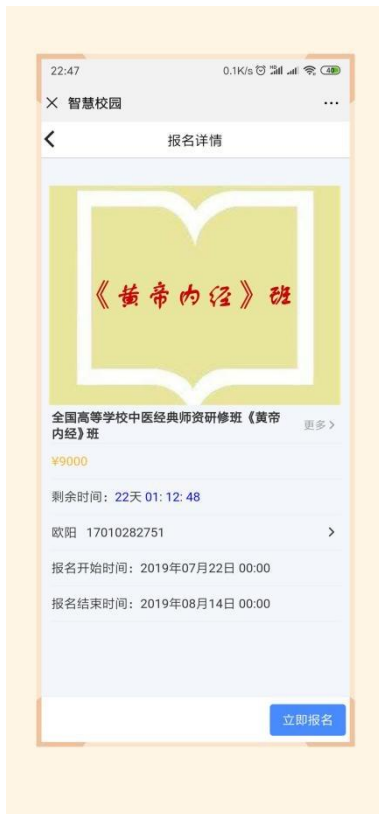 22:47
0.1K/s HD 40
智慧校园
报名详情
《黄帝内经》班
全国高等学校中医经典师资研修班《黄帝
内经》班
更多
¥9000
剩余时间：22天 01: 12: 48
欧阳 17010282751
报名开始时间：2019年07月22日 00:00
报名结束时间：2019年08月14日 00:00
立即报名